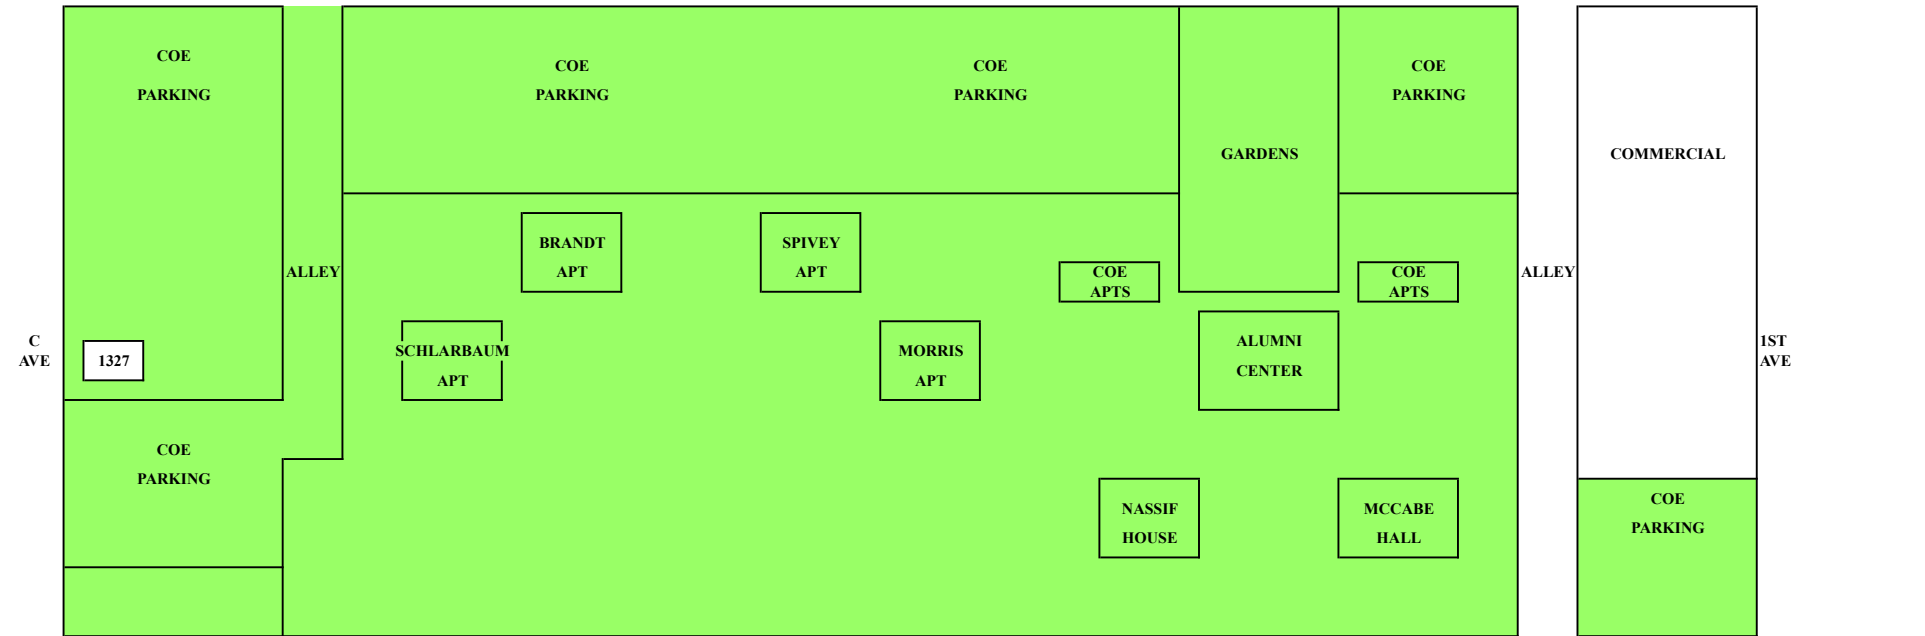 COE
PARKING
COE
PARKING
COE
PARKING
COE
PARKING
GARDENS
COMMERCIAL
BRANDT
APT
SPIVEY
APT
ALLEY
COE
APTS
COE
APTS
ALLEY
C
AVE
1327
SCHLARBAUM
APT
MORRIS
APT
ALUMNI
CENTER
1ST
AVE
COE
PARKING
NASSIF
HOUSE
MCCABE
HALL
COE
PARKING